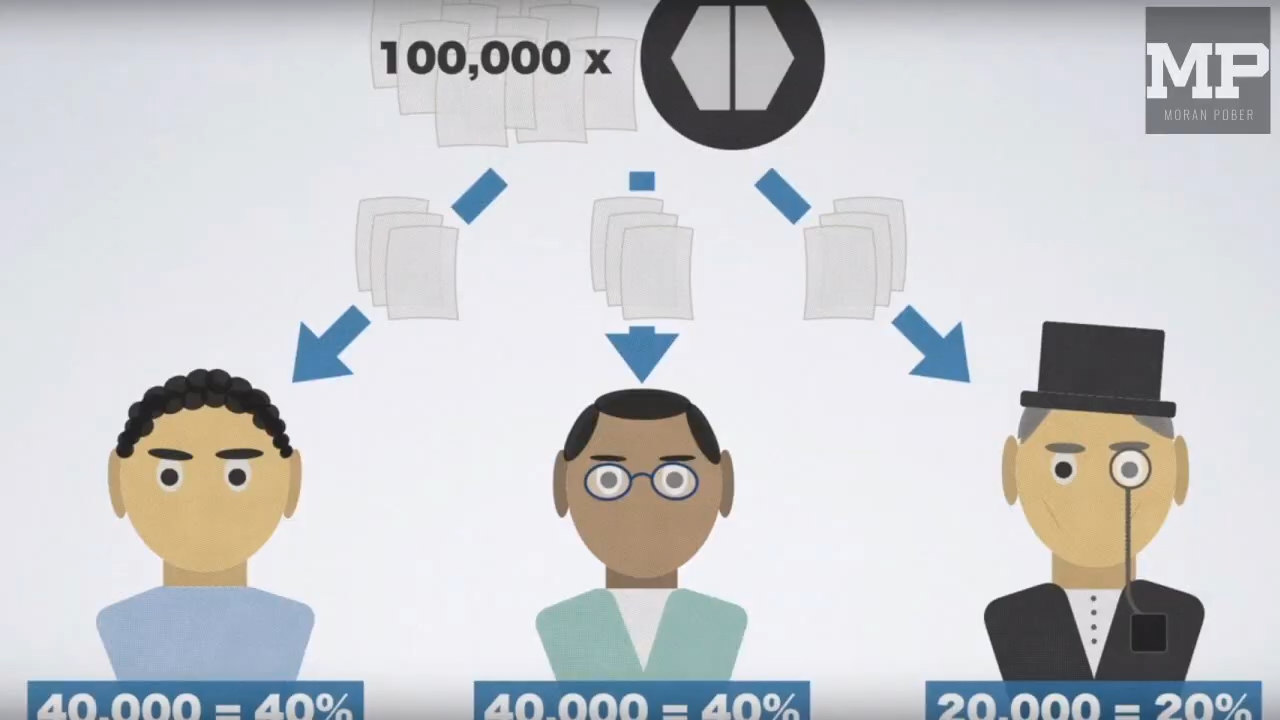 100,000 x
MP
MORAN POBER
40,000 = 40%
40,000 = 40%
20,000 = 20%